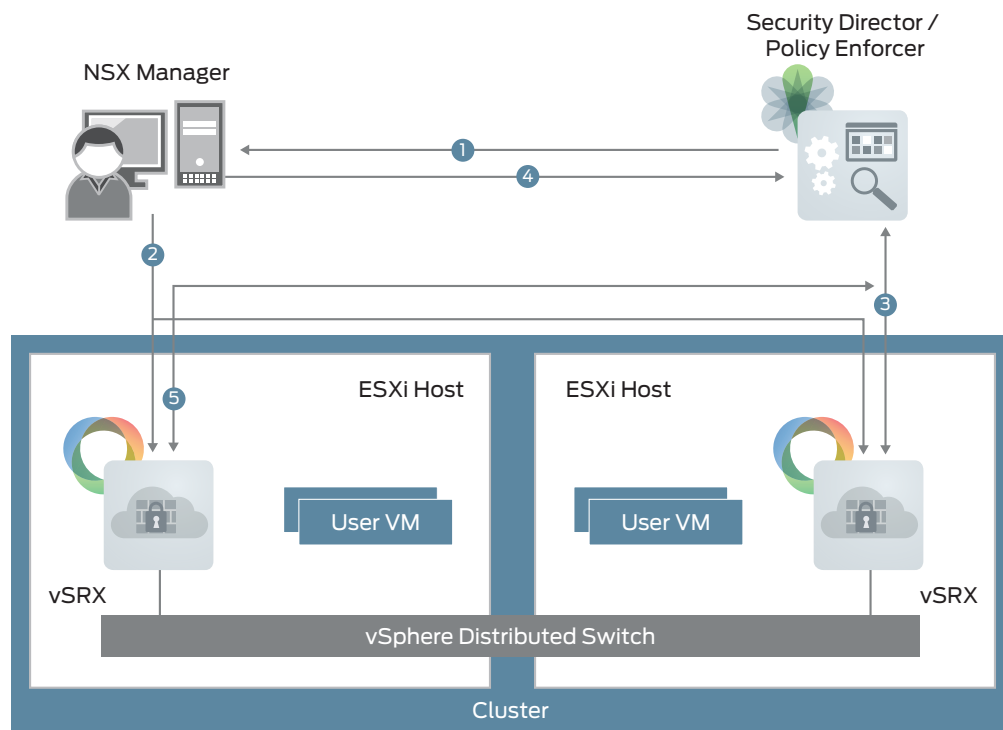 Security Director /
Policy Enforcer
NSX Manager
1
4
2
3
5
ESXi Host
ESXi Host
User VM
User VM
vSRX
vSRX
vSphere Distributed Switch
Cluster